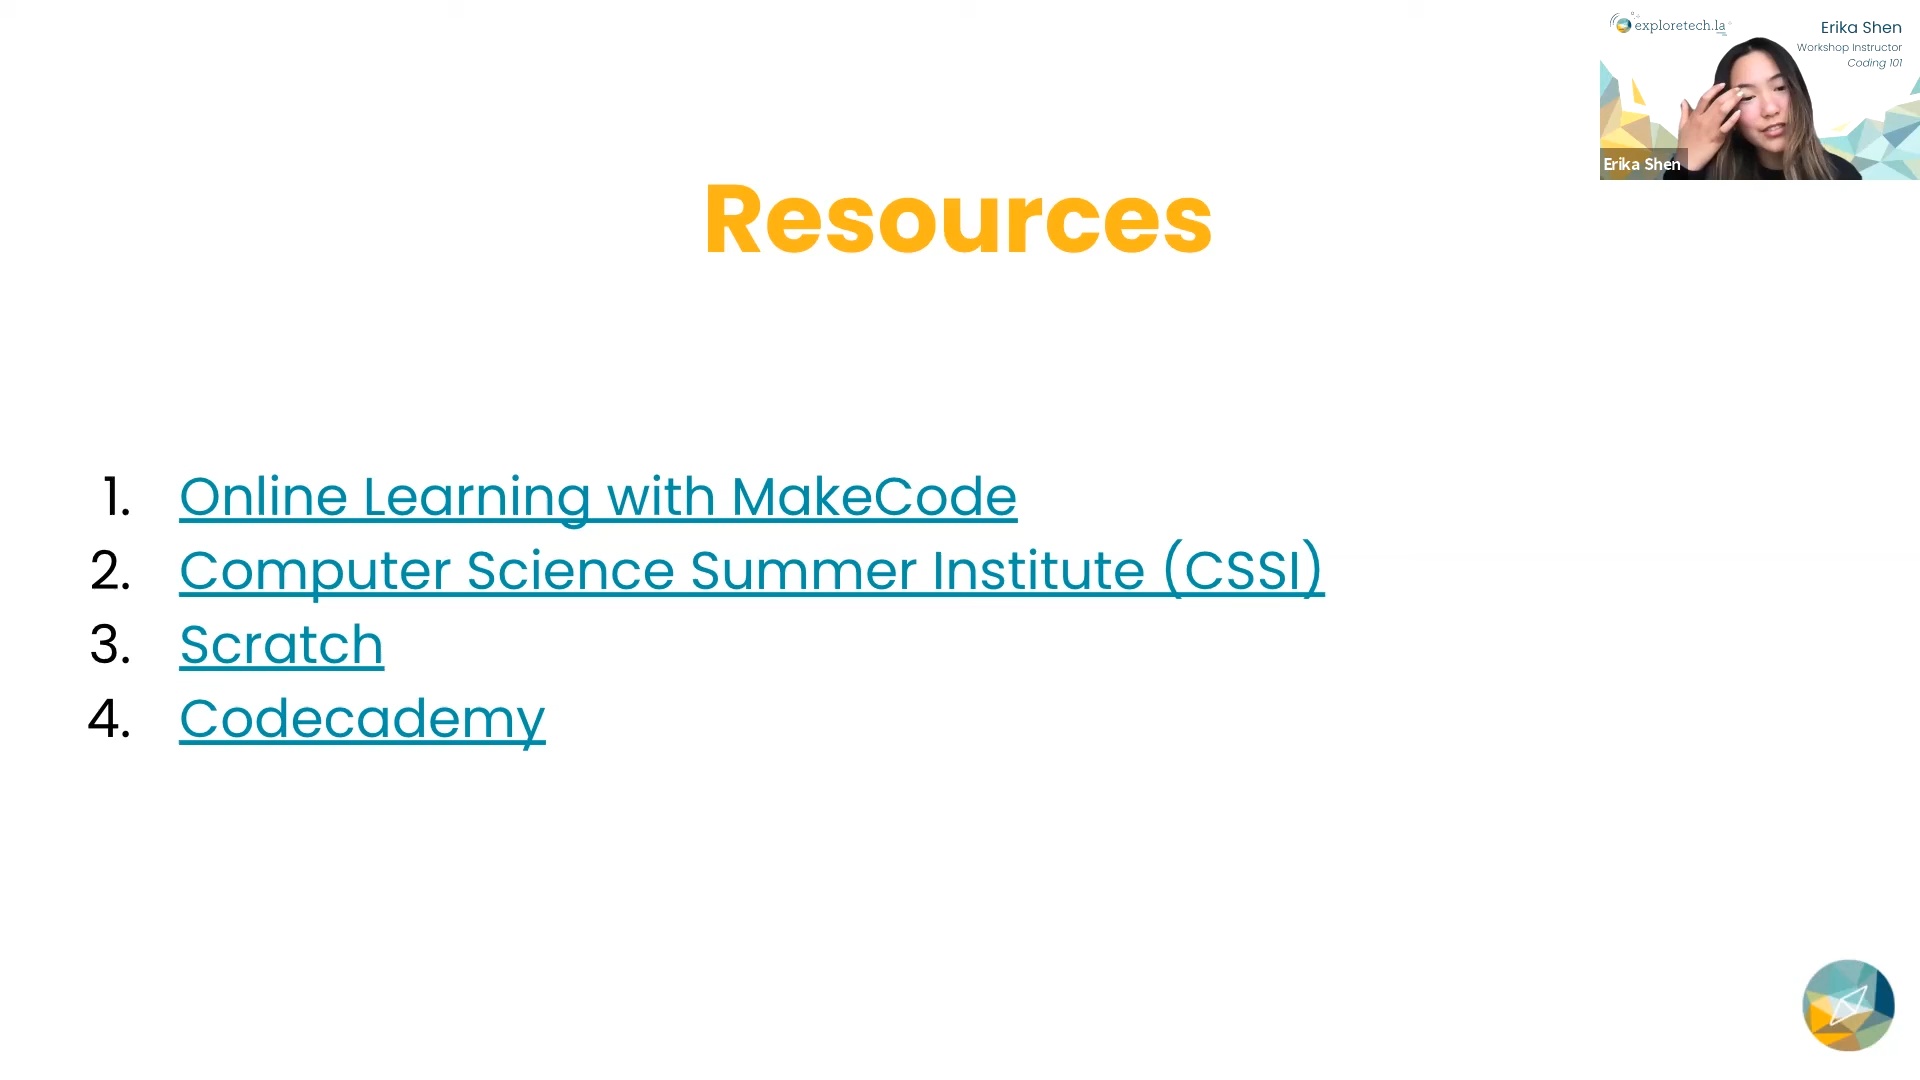 exploretech.la
Erika Shen
Workshop Instructor
Coding 101
Erika Shen
Resources
1. Online Learning with MakeCode
2. Computer Science Summer Institute (CSSI)
3. Scratch
4. Codecademy